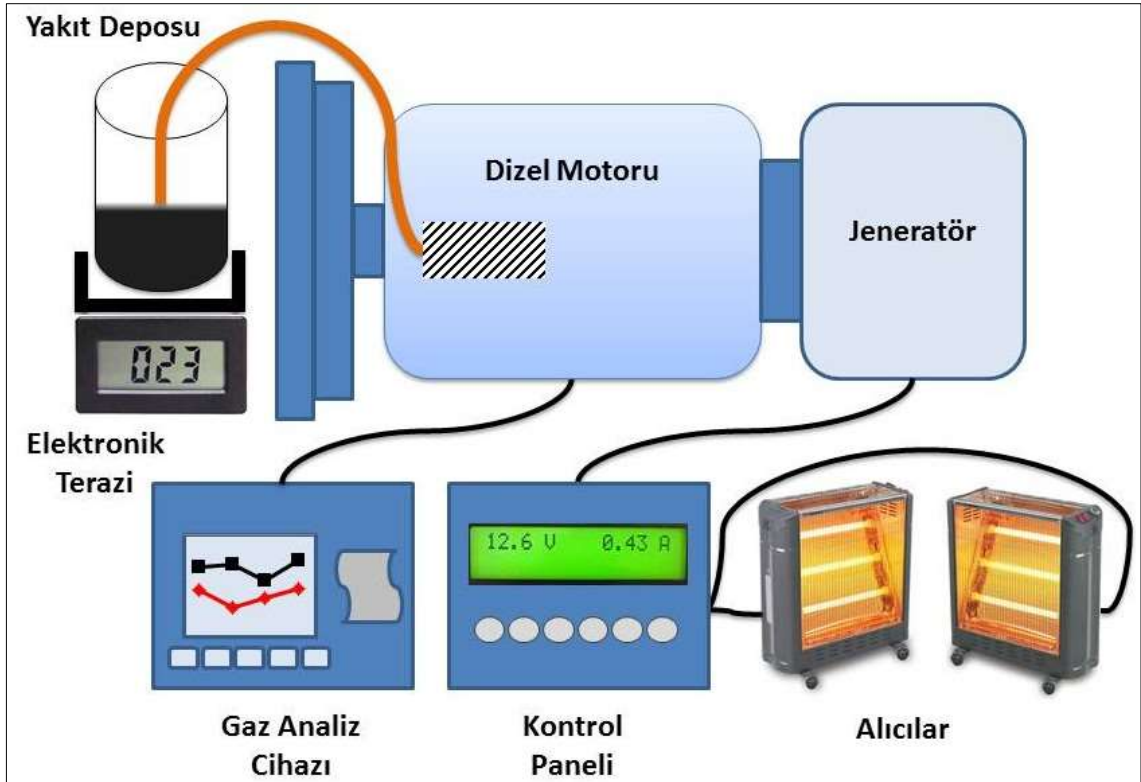 Yakıt Deposu
Dizel Motoru
Jeneratör
023
Elektronik
Terazi
12.6 V 0.43 A
Gaz Analiz
Cihazı
Kontrol
Paneli
Alıcılar